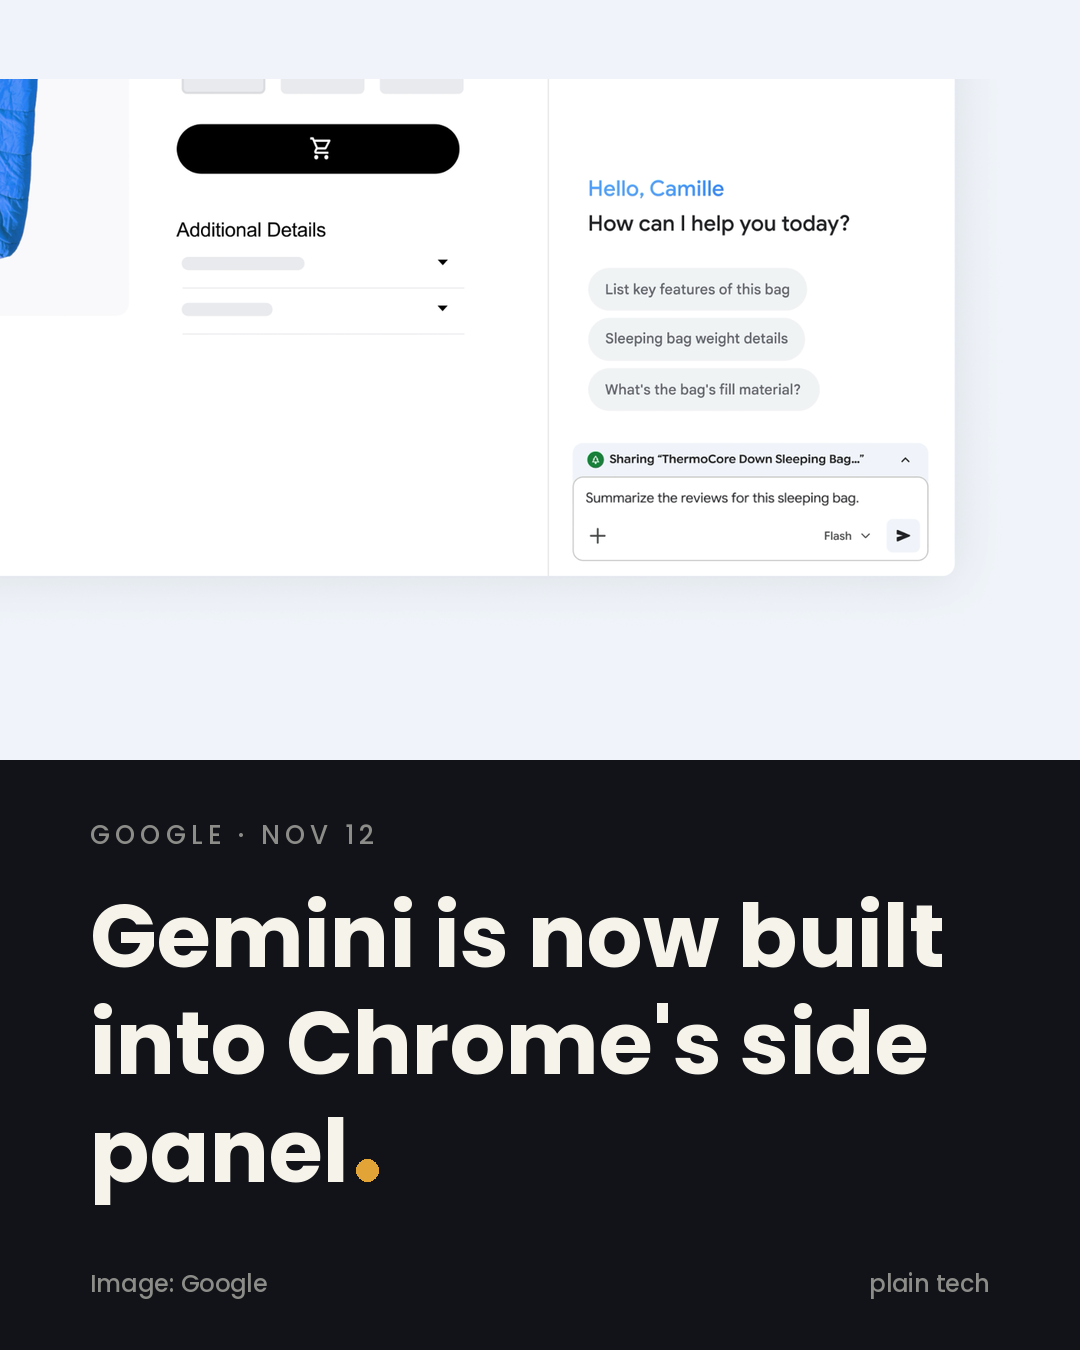 Additional Details
Hello, Camille
How can I help you today?
List key features of this bag
Sleeping bag weight details
What's the bag's fill material?
Sharing “ThermoCore Down Sleeping Bag...”
Summarize the reviews for this sleeping bag.
Flash
GOOGLE · NOV 12
Gemini is now built
into Chrome's side
panel.
Image: Google
plain tech